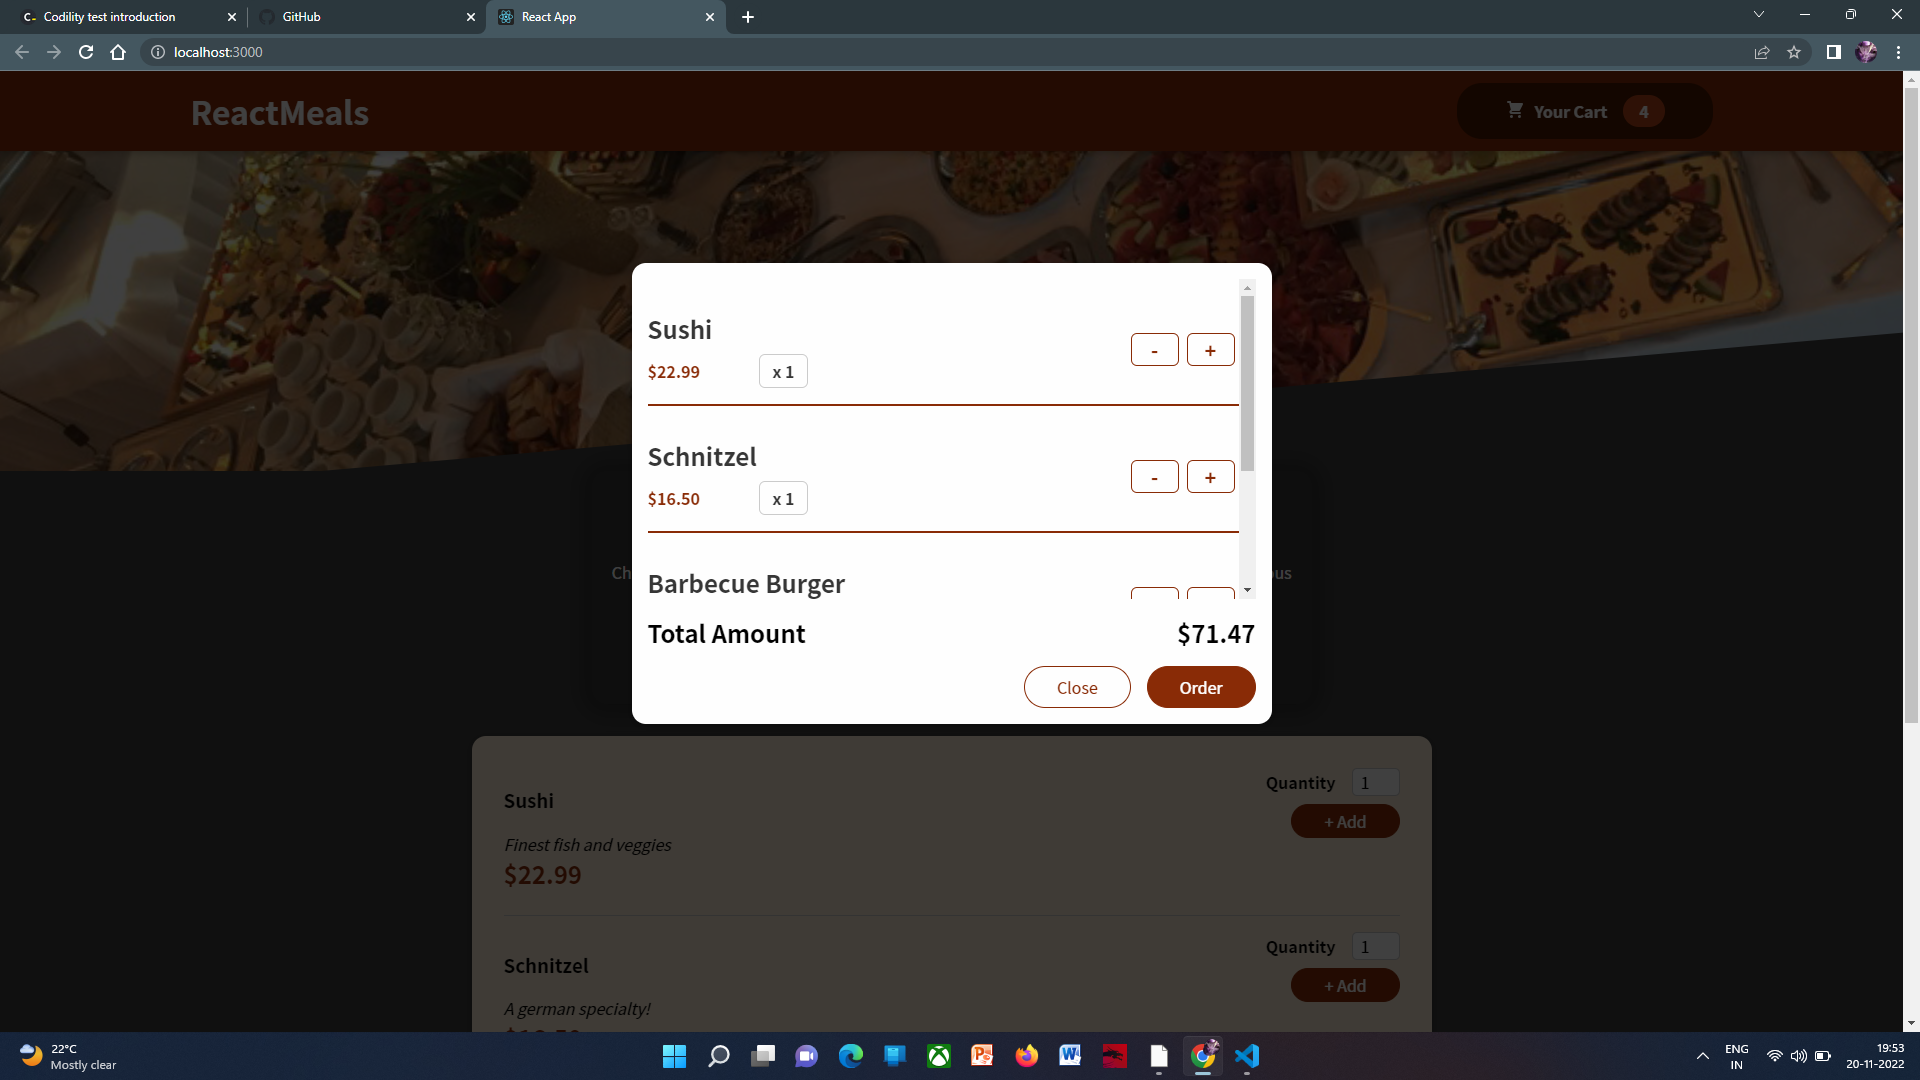 Codility test introduction
GitHub
React App
localhost:3000
ReactMeals
Your Cart 4
Sushi
- +
$22.99 x 1
Schnitzel
- +
$16.50 x 1
Barbecue Burger
Ch
ous
Total Amount $71.47
Close Order
Sushi
Finest fish and veggies
$22.99
Quantity 1
+ Add
Schnitzel
A german specialty!
Quantity 1
+ Add
22°C
Mostly clear
ENG
IN
19:53
20-11-2022